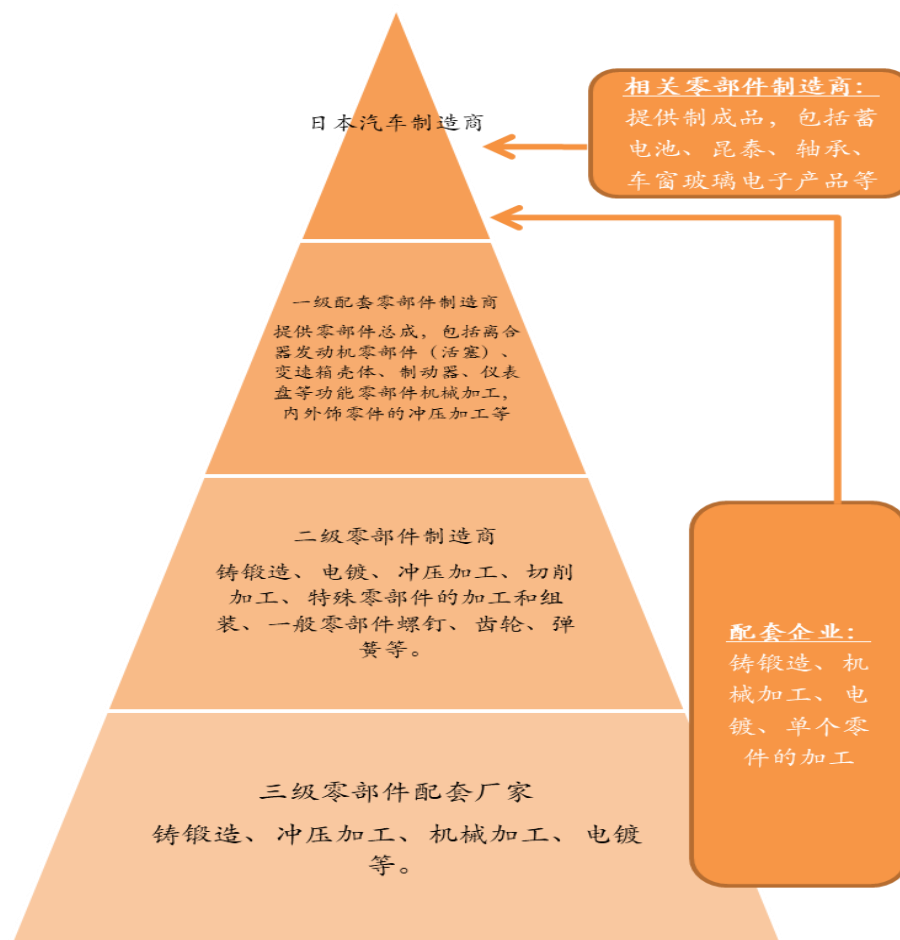 日本汽车制造商
相关零部件制造商：
提供制成品，包括蓄
电池、昆泰、轴承、
车窗玻璃电子产品等
一级配套零部件制造商
提供零部件总成，包括离合
器发动机零部件（活塞）、
变速箱壳体、制动器、仪表
盘等功能零部件机械加工，
内外饰零件的冲压加工等
二级零部件制造商
铸锻造、电镀、冲压加工、切削
加工、特殊零部件的加工和组
装、一般零部件螺钉、齿轮、弹
簧等。
配套企业：
铸锻造、机
械加工、电
镀、单个零
件的加工
三级零部件配套厂家
铸锻造、冲压加工、机械加工、电镀
等。